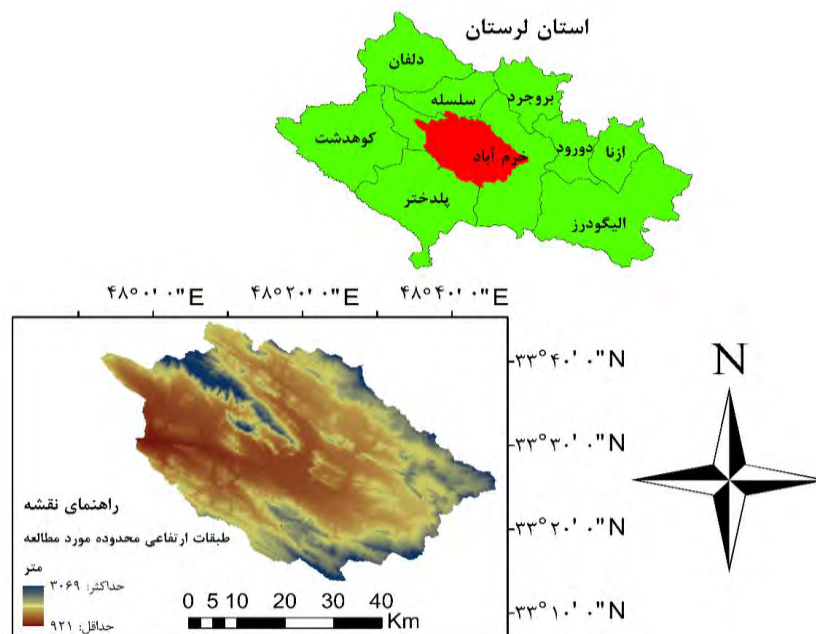 استان لرستان
دلفان
سلسله
بروجرد
کوهدشت
خرم آباد
دورود
ازنا
پلدختر
الیگودرز
۴۸°۰'۰"E ۴۸°۲۰'۰"E ۴۸°۴۰'۰"E
N
۳۳°۴۰'۰"N
۳۳°۳۰'۰"N
۳۳°۲۰'۰"N
۳۳°۱۰'۰"N
راهنمای نقشه
طبقات ارتفاعی محدوده مورد مطالعه
متر
حداکثر: ۳۰۶۹
حداقل: ۹۲۱
0 5 10 20 30 40
Km